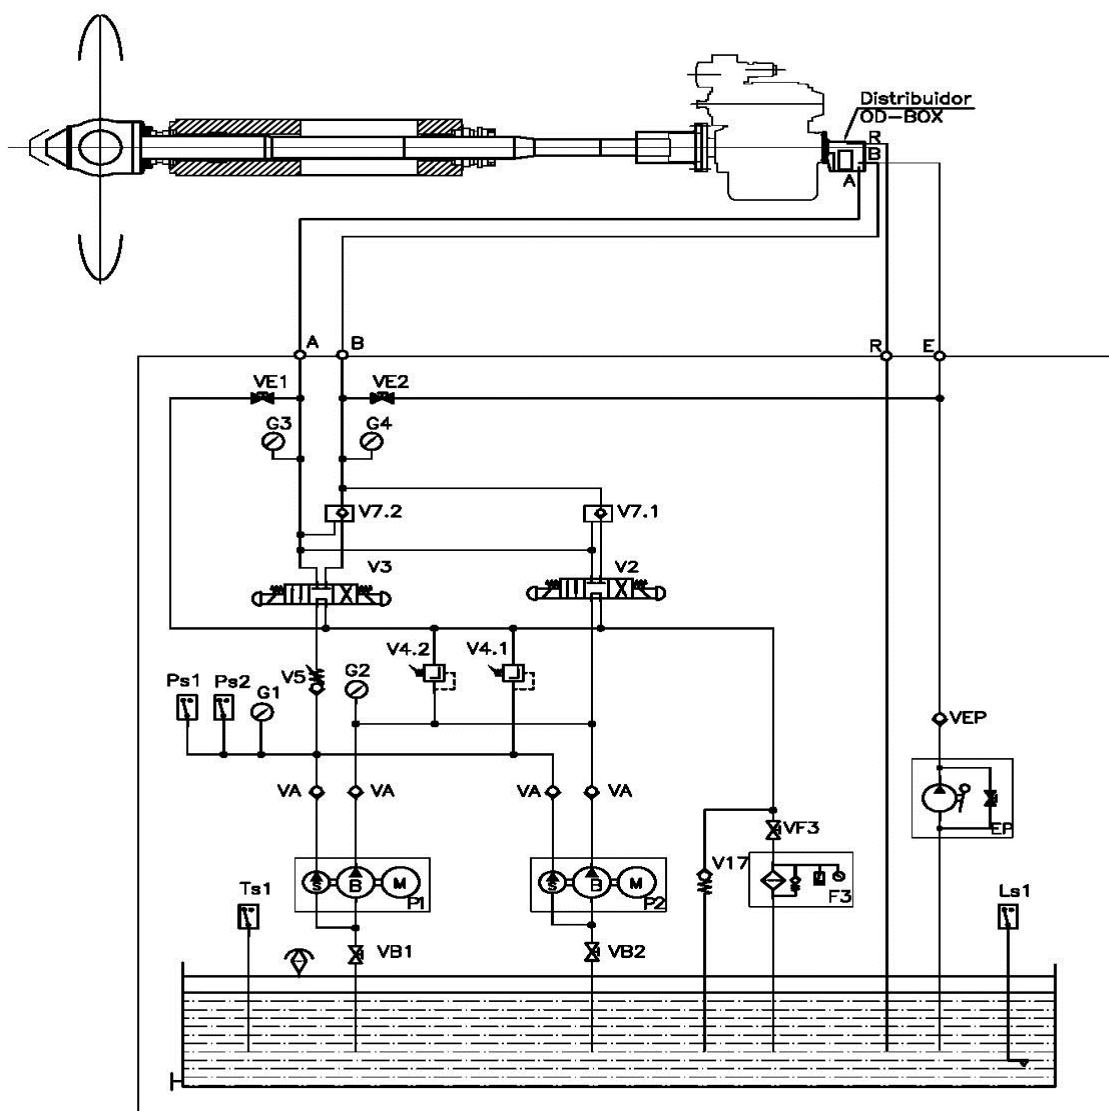 Distribuidor
OD-BOX
R
B
A
A
B
R
E
VE1
VE2
G3
G4
V7.2
V7.1
V3
V2
V4.2
V4.1
V5
G2
Ps1
Ps2
G1
VEP
VA
VA
VA
VA
EP
VF3
V17
S
B
M
P1
S
B
M
P2
F3
Ts1
Ls1
VB1
VB2